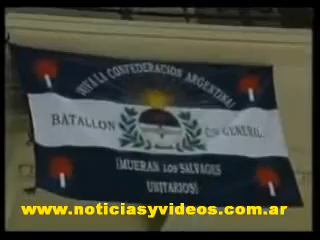 ¡VIVA LA CONFEDERACION ARGENTINA!
BATALLON
GENERAL
¡MUERAN LOS SALVAGES
UNITARIOS!
www.noticiasyvideos.com.ar